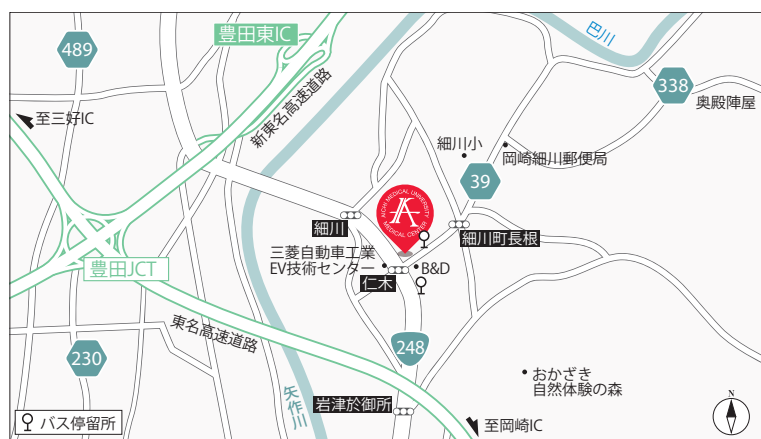 489
豊田東IC
巴川
338
奥殿陣屋
至三好IC
新東名高速道路
細川小
岡崎細川郵便局
39
AICHI MEDICAL UNIVERSITY
MEDICAL CENTER
細川
細川町長根
三菱自動車工業
EV技術センター
B&D
仁木
豊田JCT
東名高速道路
248
230
おかざき
自然体験の森
矢作川
岩津於御所
バス停留所
至岡崎IC
N